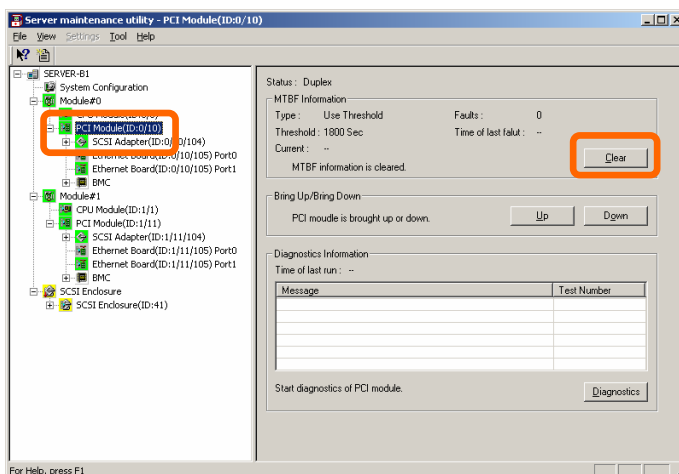 Server maintenance utility - PCI Module(ID:0/10)
File View Settings Tool Help
SERVER-B1
System Configuration
Module#0
PCI Module(ID:0/10)
SCSI Adapter(ID:0/10/104)
Ethernet Board(ID:0/10/105) Port0
Ethernet Board(ID:0/10/105) Port1
BMC
Module#1
CPU Module(ID:1/1)
PCI Module(ID:1/11)
SCSI Adapter(ID:1/11/104)
Ethernet Board(ID:1/11/105) Port0
Ethernet Board(ID:1/11/105) Port1
BMC
SCSI Enclosure
SCSI Enclosure(ID:41)
Status : Duplex
MTBF Information
Type : Use Threshold Faults : 0
Threshold : 1800 Sec Time of last falut : --
Current : --
MTBF information is cleared.
Clear
Bring Up/Bring Down
PCI moudle is brought up or down.
Up Down
Diagnostics Information
Time of last run : --
Message Test Number
Start diagnostics of PCI module.
Diagnostics
For Help, press F1